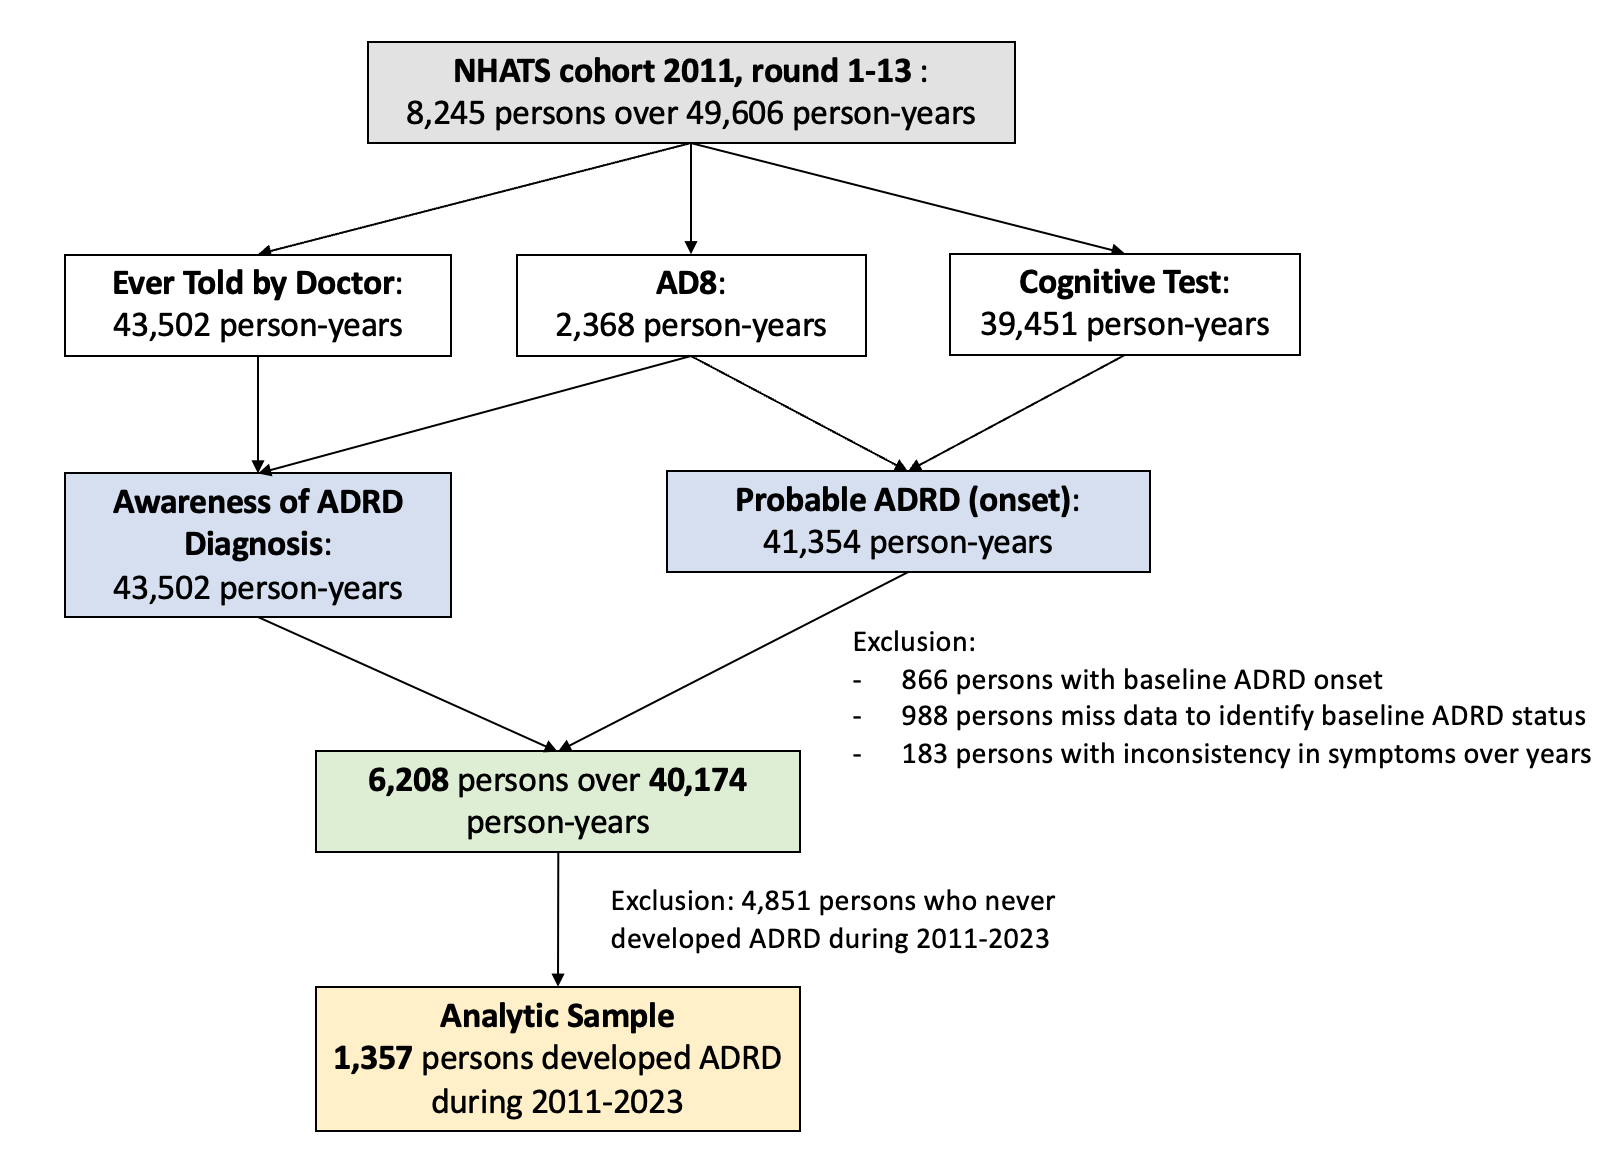 NHATS cohort 2011, round 1-13 :
8,245 persons over 49,606 person-years
Ever Told by Doctor:
43,502 person-years
AD8:
2,368 person-years
Cognitive Test:
39,451 person-years
Awareness of ADRD
Diagnosis:
43,502 person-years
Probable ADRD (onset):
41,354 person-years
Exclusion:
- 866 persons with baseline ADRD onset
- 988 persons miss data to identify baseline ADRD status
- 183 persons with inconsistency in symptoms over years
6,208 persons over 40,174
person-years
Exclusion: 4,851 persons who never
developed ADRD during 2011-2023
Analytic Sample
1,357 persons developed ADRD
during 2011-2023